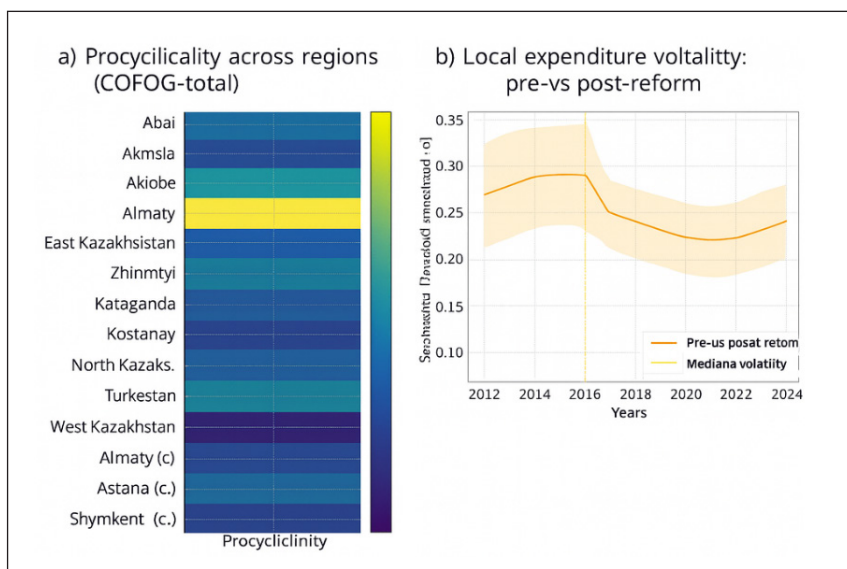 a) Procycilicality across regions
(COFOG-total)
Abai
Akmsla
Akiobe
Almaty
East Kazakhsistan
Zhinmtyi
Kataganda
Kostanay
North Kazaks.
Turkestan
West Kazakhstan
Almaty (c)
Astana (c.)
Shymkent (c.)
Procycliclinity
b) Local expenditure voltalitty:
pre-vs post-reform
0.35
0.30
0.25
0.20
0.15
0.10
Pre-us posat retom
Mediana volatiity
2012 2014 2016 2018 2020 2022 2024
Years